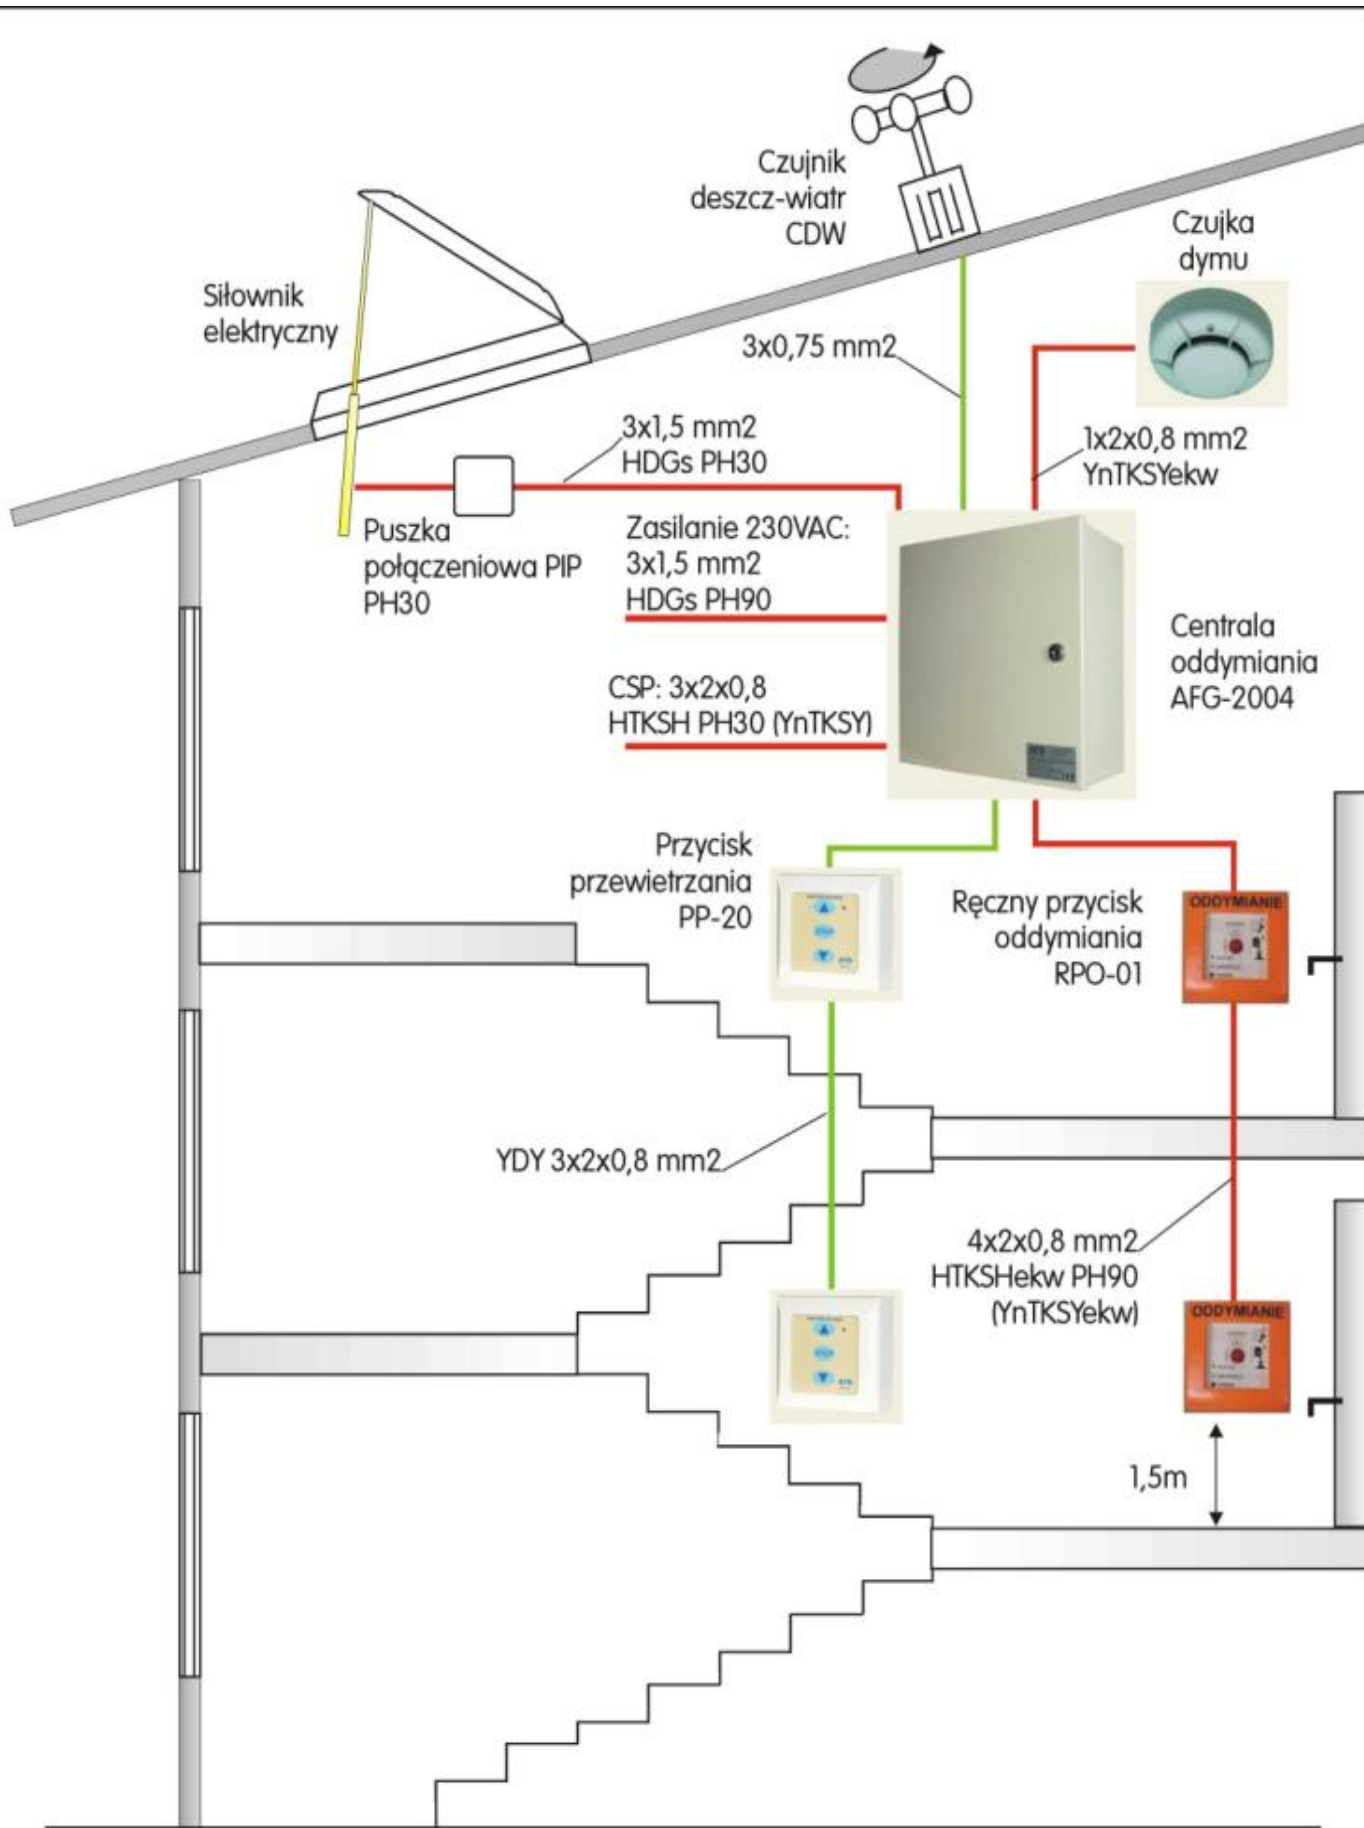 Czujnik
deszcz-wiatr
CDW
Czujka
dymu
Siłownik
elektryczny
3x0,75 mm2
3x1,5 mm2
HDGs PH30
1x2x0,8 mm2
YnTKSYekw
Puszka
połączeniowa PIP
PH30
Zasilanie 230VAC:
3x1,5 mm2
HDGs PH90
Centrala
oddymiania
AFG-2004
CSP: 3x2x0,8
HTKSH PH30 (YnTKSY)
Przycisk
przewietrzania
PP-20
Ręczny przycisk
oddymiania
RPO-01
ODDYMIANIE
YDY 3x2x0,8 mm2
4x2x0,8 mm2
HTKSHekw PH90
(YnTKSYekw)
ODDYMIANIE
1,5m